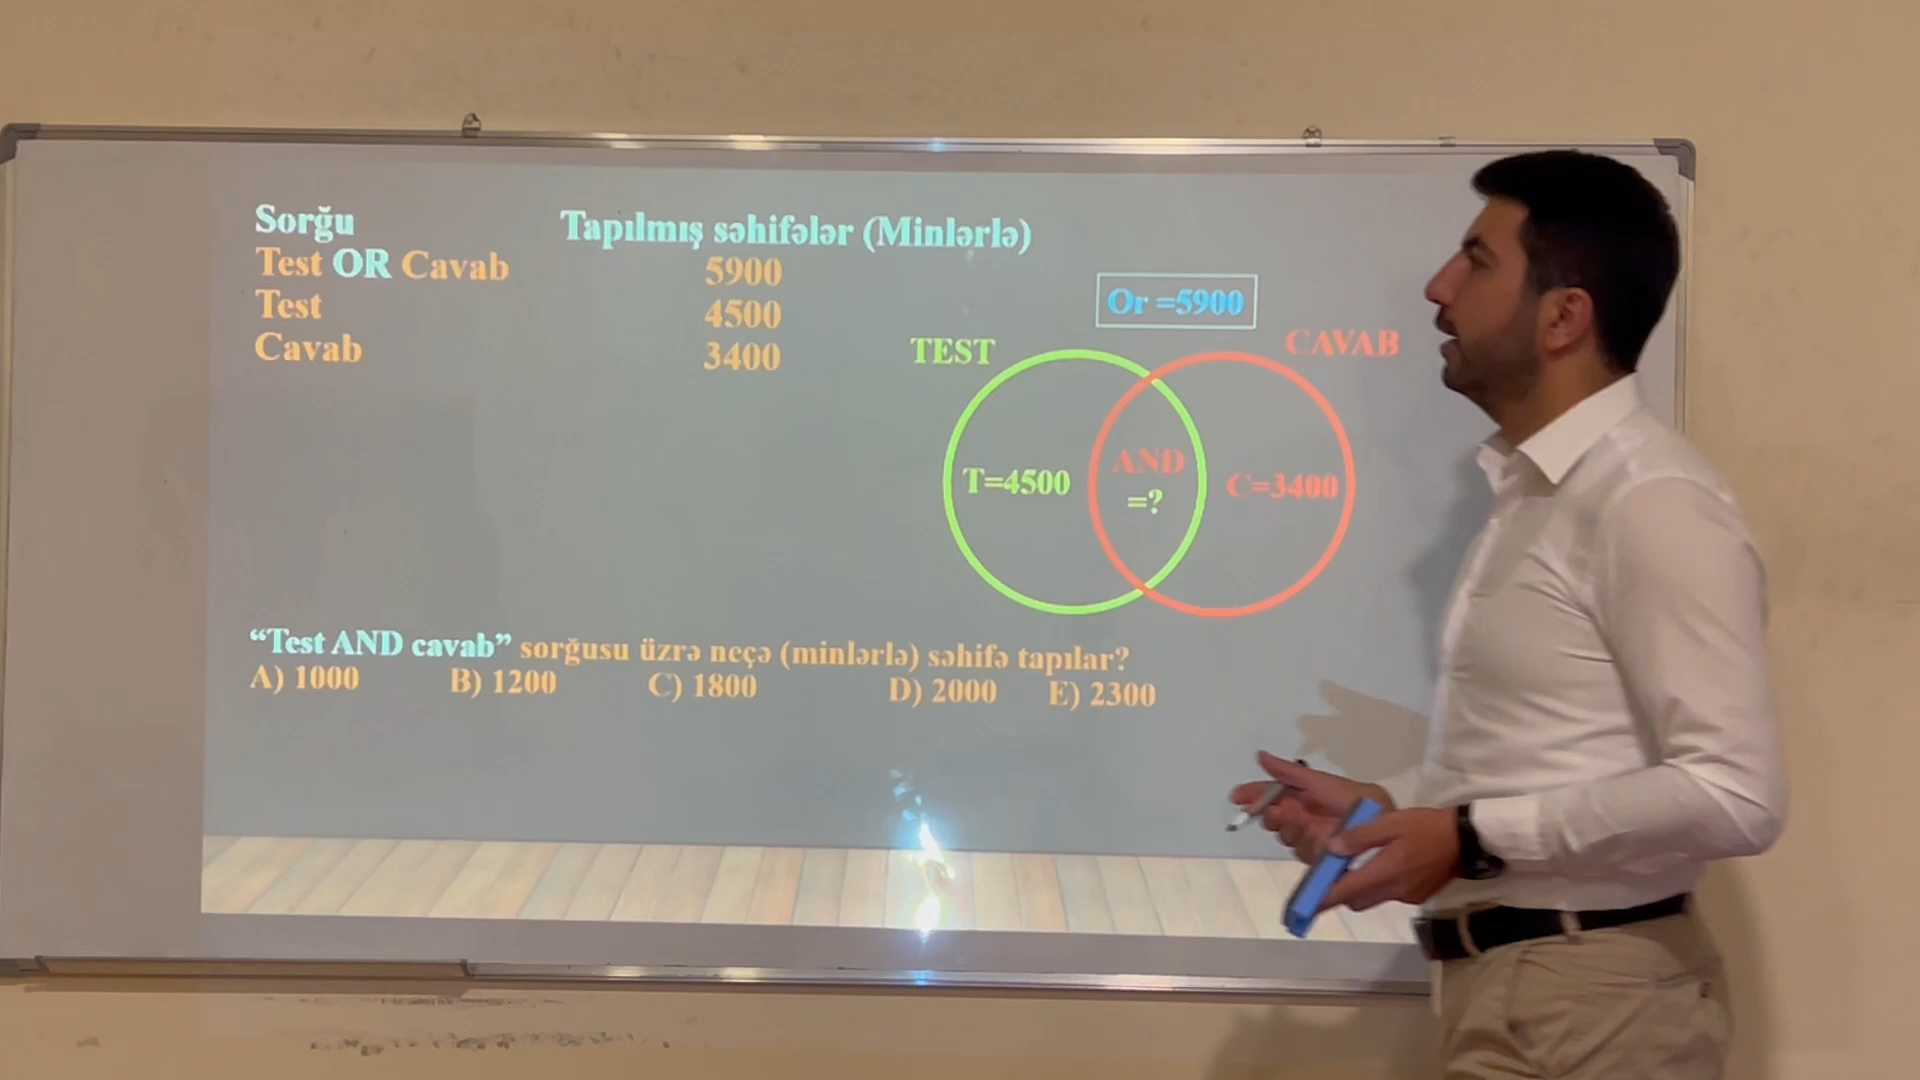 Sorğu Tapılmış səhifələr (Minlərlə)
Test OR Cavab 5900
Test 4500
Cavab 3400
Or =5900
TEST CAVAB
T=4500 AND =? C=3400
“Test AND cavab” sorğusu üzrə neçə (minlərlə) səhifə tapılar?
A) 1000 B) 1200 C) 1800 D) 2000 E) 2300